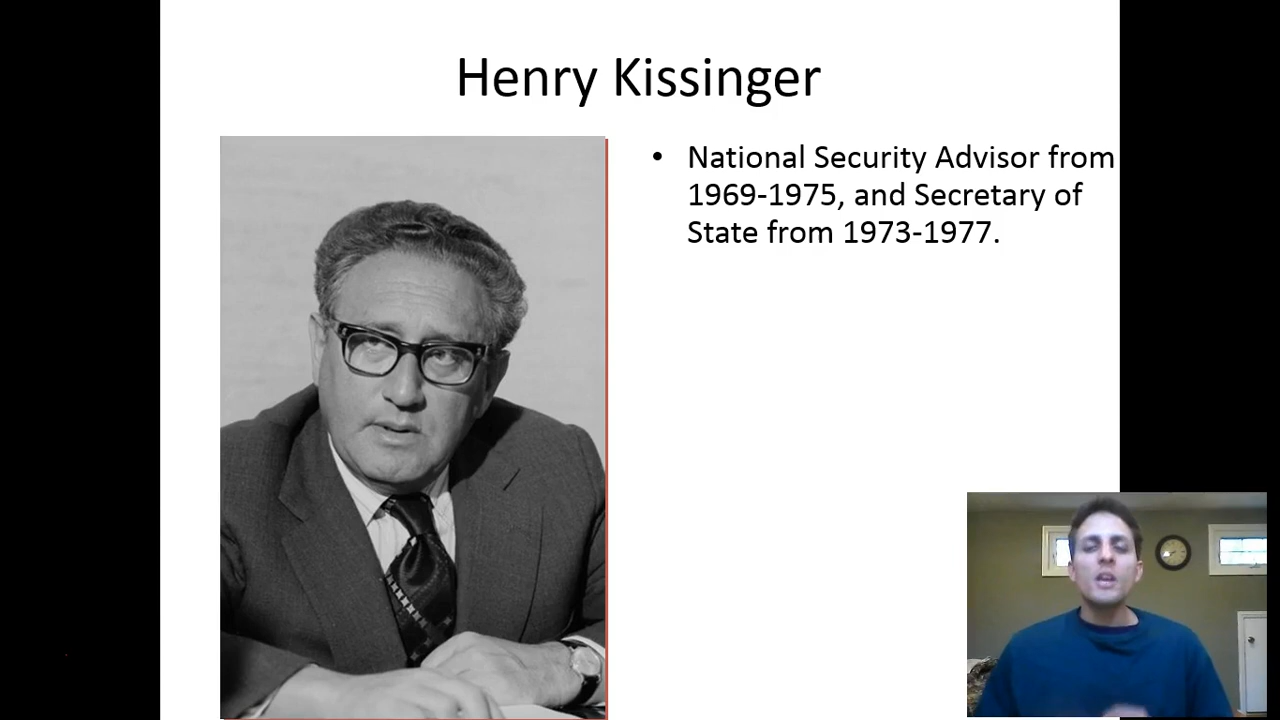 Henry Kissinger
• National Security Advisor from
1969-1975, and Secretary of
State from 1973-1977.